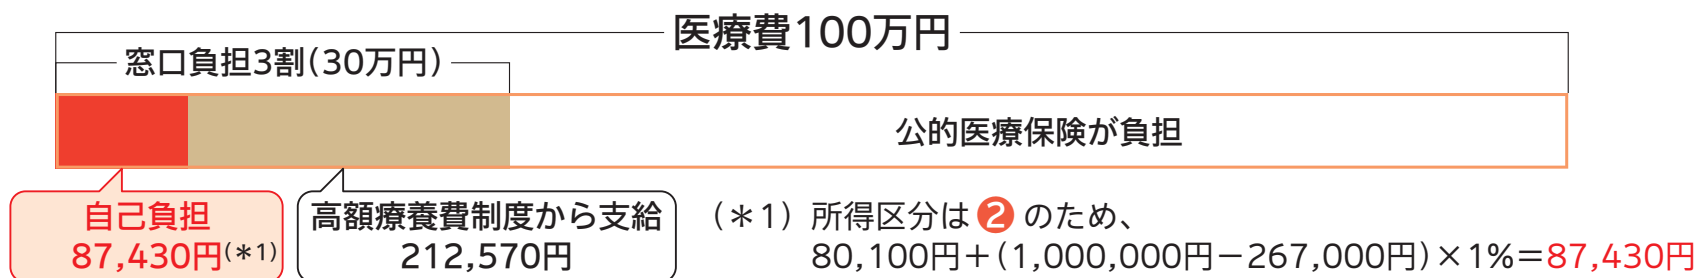 医療費100万円
窓口負担3割(30万円)
公的医療保険が負担
自己負担
87,430円(＊1)
高額療養費制度から支給
212,570円
(＊1) 所得区分は❷のため、
80,100円＋(1,000,000円－267,000円)×1%＝87,430円